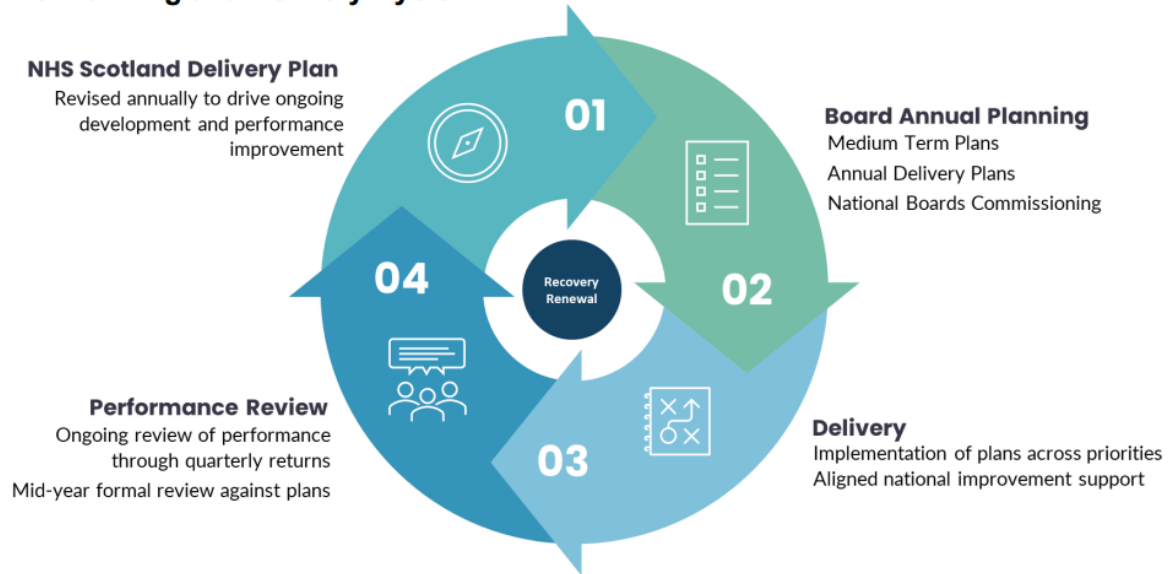 NHS Scotland Delivery Plan
Revised annually to drive ongoing
development and performance
improvement
01
Board Annual Planning
Medium Term Plans
Annual Delivery Plans
National Boards Commissioning
02
04
Recovery
Renewal
Performance Review
Ongoing review of performance
through quarterly returns
Mid-year formal review against plans
03
Delivery
Implementation of plans across priorities
Aligned national improvement support